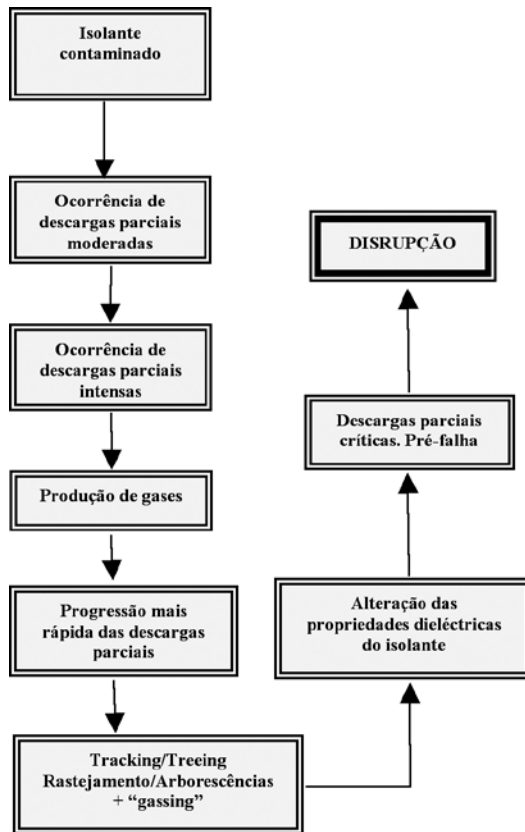 Isolante
contaminado
Ocorrência de
descargas parciais
moderadas
Ocorrência de
descargas parciais
intensas
Produção de gases
Progressão mais
rápida das descargas
parciais
Tracking/Treeing
Rastejamento/Arborescências
+ “gassing”
Alteração das
propriedades dieléctricas
do isolante
Descargas parciais
críticas. Pré-falha
DISRUPÇÃO